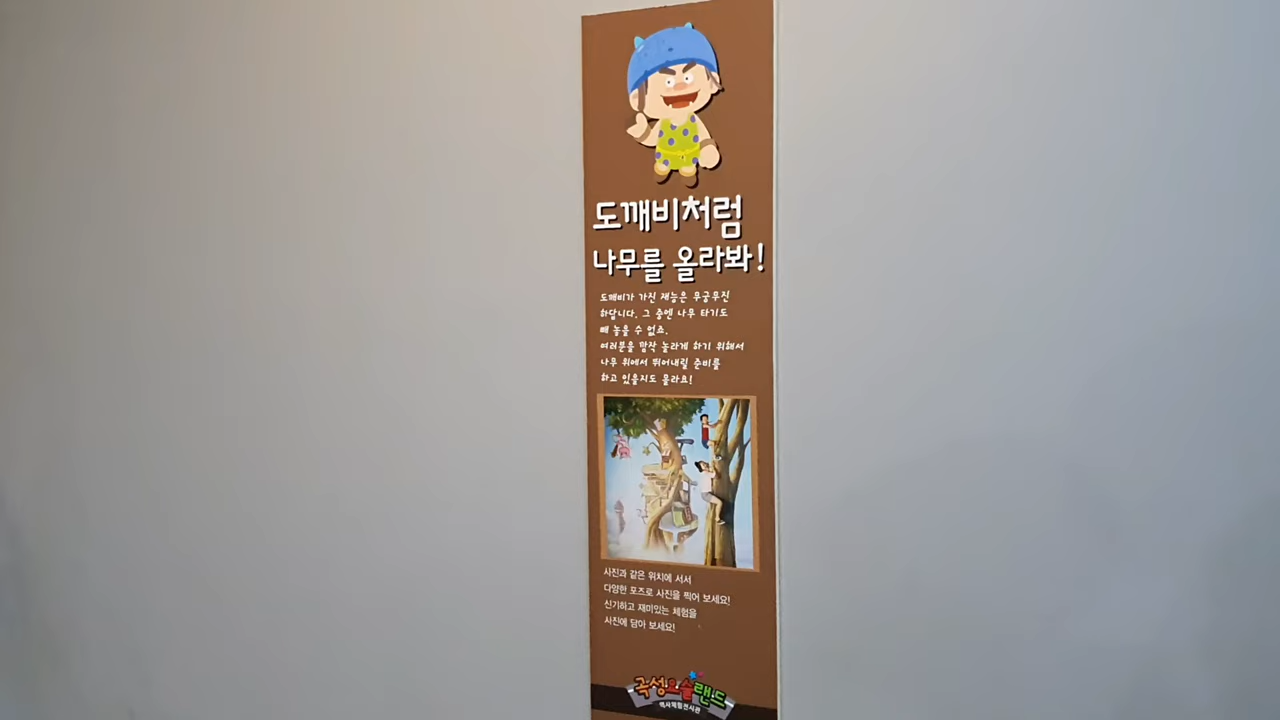 도깨비처럼
나무를 올라봐!
도깨비가 가진 재능은 무궁무진
하답니다. 그 중엔 나무 타기도
빼 놓을 수 없죠.
여러분을 깜짝 놀라게 하기 위해서
나무 위에서 뛰어내릴 준비를
하고 있을지도 몰라요!
사진과 같은 위치에 서서
다양한 포즈로 사진을 찍어 보세요!
신기하고 재미있는 체험을
사진에 담아 보세요!
곡성요술랜드